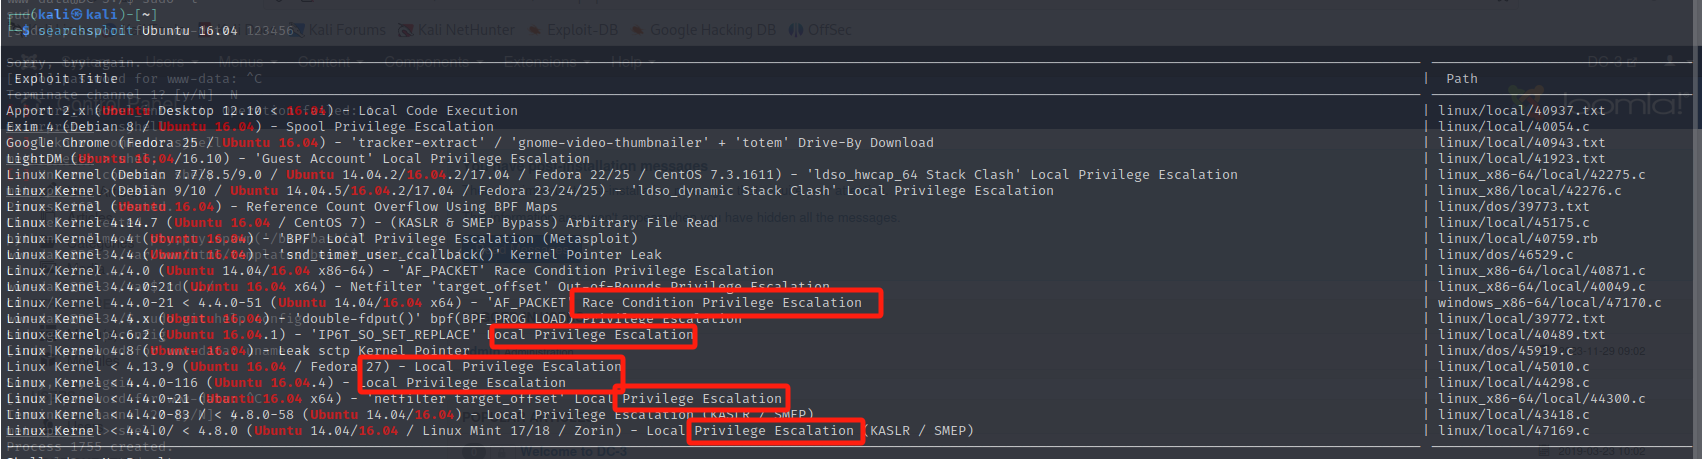 (kali㉿kali)-[~]
$ searchsploit Ubuntu 16.04
Exploit Title | Path
Apport 2.x (Ubuntu Desktop 12.10 < 16.04) - Local Code Execution | linux/local/40937.txt
Exim 4 (Debian 8 / Ubuntu 16.04) - Spool Privilege Escalation | linux/local/40054.c
Google Chrome (Fedora 25 / Ubuntu 16.04) - 'tracker-extract' / 'gnome-video-thumbnailer' + 'totem' Drive-By Download | linux/local/40943.txt
LightDM (Ubuntu 16.04/16.10) - 'Guest Account' Local Privilege Escalation | linux/local/41923.txt
Linux Kernel (Debian 7.7/8.5/9.0 / Ubuntu 14.04.2/16.04.2/17.04 / Fedora 22/25 / CentOS 7.3.1611) - 'ldso_hwcap_64 Stack Clash' Local Privilege Escalation | linux_x86-64/local/42275.c
Linux Kernel (Debian 9/10 / Ubuntu 14.04.5/16.04.2/17.04 / Fedora 23/24/25) - 'ldso_dynamic Stack Clash' Local Privilege Escalation | linux_x86/local/42276.c
Linux Kernel (Ubuntu 16.04) - Reference Count Overflow Using BPF Maps | linux/dos/39773.txt
Linux Kernel 4.14.7 (Ubuntu 16.04 / CentOS 7) - (KASLR & SMEP Bypass) Arbitrary File Read | linux/local/45175.c
Linux Kernel 4.4 (Ubuntu 16.04) - 'BPF' Local Privilege Escalation (Metasploit) | linux/local/40759.rb
Linux Kernel 4.4 (Ubuntu 16.04) - 'snd_timer_user_ccallback()' Kernel Pointer Leak | linux/dos/46529.c
Linux Kernel 4.4.0 (Ubuntu 14.04/16.04 x86-64) - 'AF_PACKET' Race Condition Privilege Escalation | linux_x86-64/local/40871.c
Linux Kernel 4.4.0-21 (Ubuntu 16.04 x64) - Netfilter 'target_offset' Out-of-Bounds Privilege Escalation | linux_x86-64/local/40049.c
Linux Kernel 4.4.0-21 < 4.4.0-51 (Ubuntu 14.04/16.04 x64) - 'AF_PACKET' Race Condition Privilege Escalation | windows_x86-64/local/47170.c
Linux Kernel 4.4.x (Ubuntu 16.04) - 'double-fdput()' bpf(BPF_PROG_LOAD) Privilege Escalation | linux/local/39772.txt
Linux Kernel 4.6.2 (Ubuntu 16.04.1) - 'IP6T_SO_SET_REPLACE' Local Privilege Escalation | linux/local/40489.txt
Linux Kernel 4.8 (Ubuntu 16.04) - Leak sctp Kernel Pointer | linux/dos/45919.c
Linux Kernel < 4.13.9 (Ubuntu 16.04 / Fedora 27) - Local Privilege Escalation | linux/local/45010.c
Linux Kernel < 4.4.0-116 (Ubuntu 16.04.4) - Local Privilege Escalation | linux/local/44298.c
Linux Kernel < 4.4.0-21 (Ubuntu 16.04 x64) - 'netfilter target_offset' Local Privilege Escalation | linux_x86-64/local/44300.c
Linux Kernel < 4.4.0-83 / < 4.8.0-58 (Ubuntu 14.04/16.04) - Local Privilege Escalation (KASLR / SMEP) | linux/local/43418.c
Linux Kernel < 4.4.0/ < 4.8.0 (Ubuntu 14.04/16.04 / Linux Mint 17/18 / Zorin) - Local Privilege Escalation (KASLR / SMEP) | linux/local/47169.c
Process 1755 created.
Welcome to DC-3